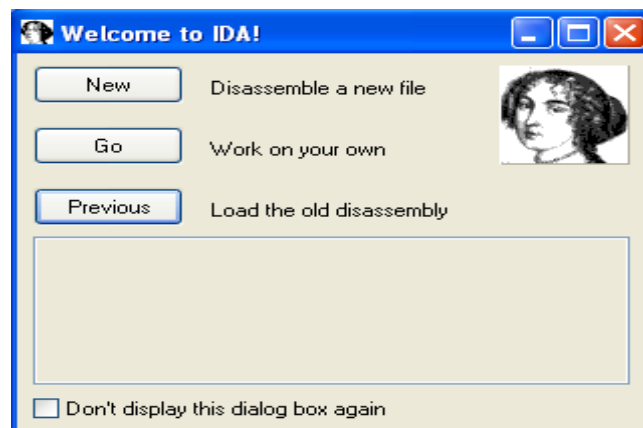 Welcome to IDA!
New Disassemble a new file
Go Work on your own
Previous Load the old disassembly
Don't display this dialog box again